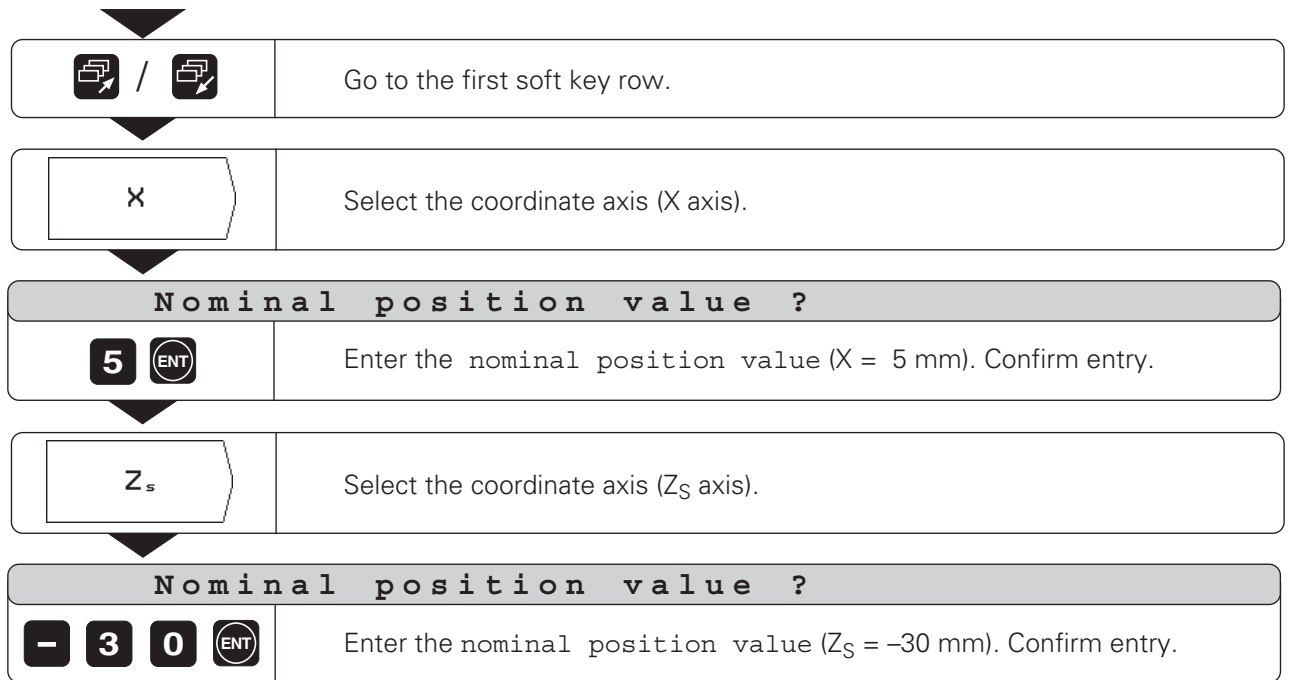 / Go to the first soft key row.
X Select the coordinate axis (X axis).
Nominal position value ?
5 ENT Enter the nominal position value (X = 5 mm). Confirm entry.
Zs Select the coordinate axis (ZS axis).
Nominal position value ?
– 3 0 ENT Enter the nominal position value (ZS = –30 mm). Confirm entry.